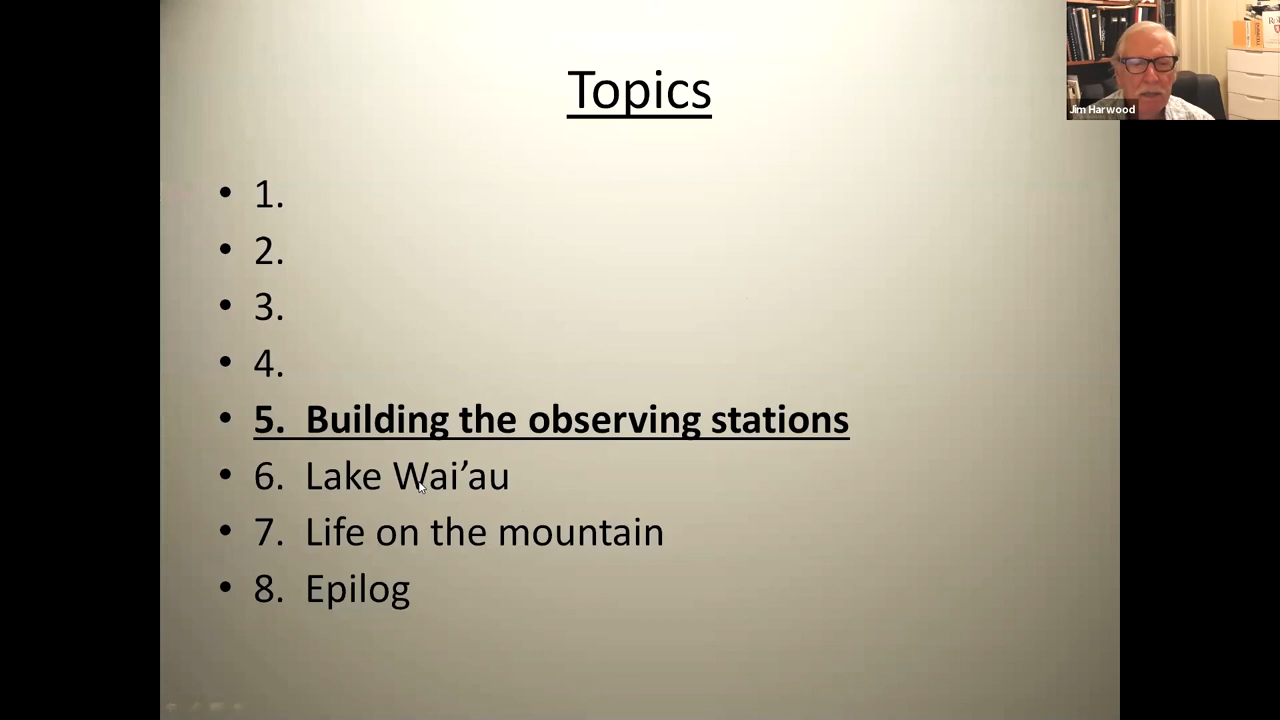 Topics
• 1.
• 2.
• 3.
• 4.
• 5. Building the observing stations
• 6. Lake Wai’au
• 7. Life on the mountain
• 8. Epilog
Jim Harwood